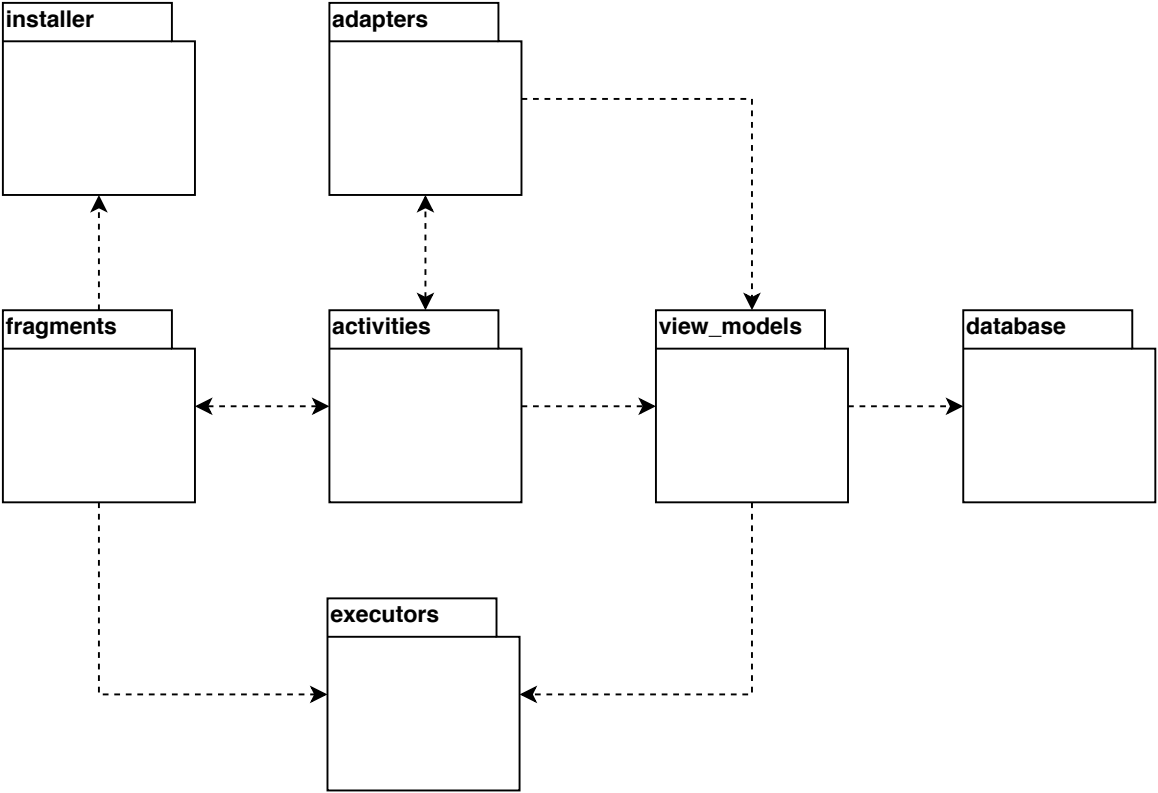 installer
adapters
fragments
activities
view_models
database
executors